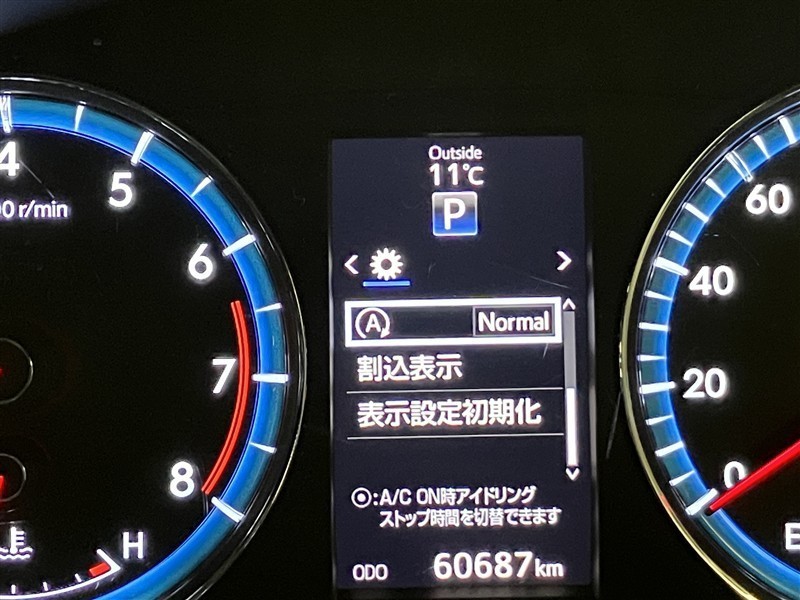 4
5
6
7
8
0 r/min
H
Outside
11℃
P
A
Normal
割込表示
表示設定初期化
◉:A/C ON時アイドリング
ストップ時間を切替できます
ODO 60687 km
60
40
20
0
E